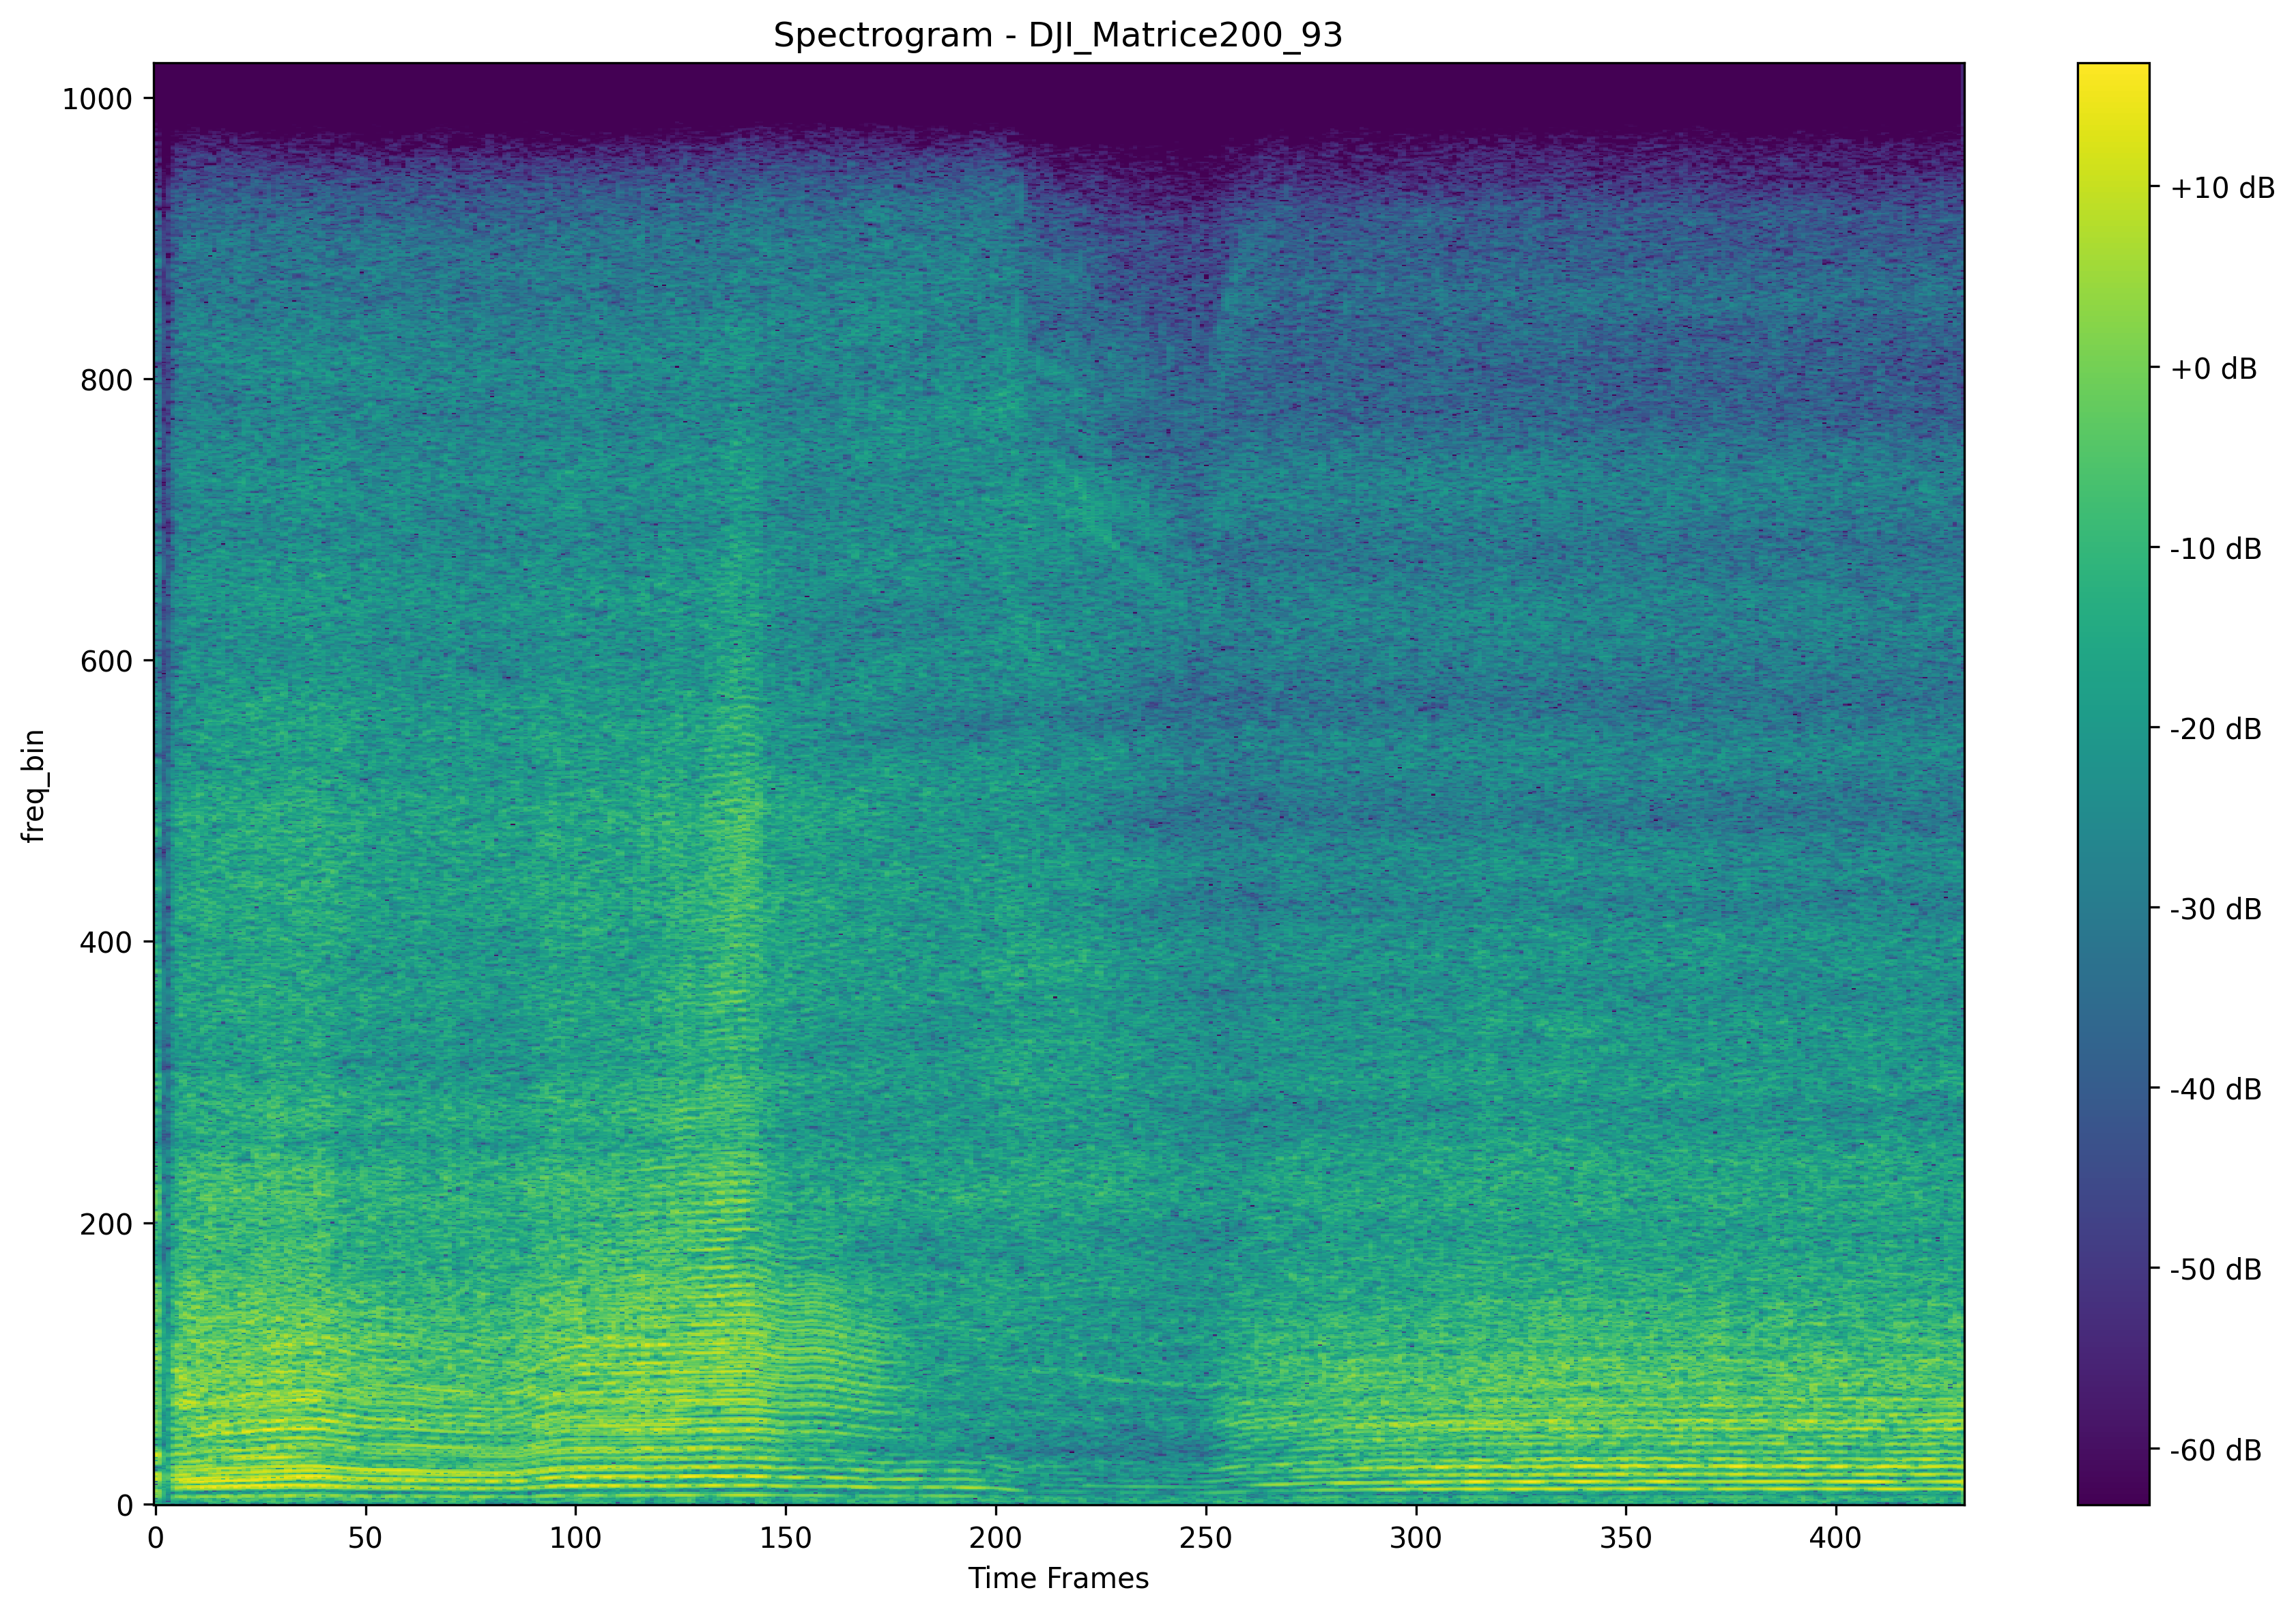 Spectrogram - DJI_Matrice200_93
1000
800
600
400
200
0
freq_bin
0 50 100 150 200 250 300 350 400
Time Frames
+10 dB
+0 dB
-10 dB
-20 dB
-30 dB
-40 dB
-50 dB
-60 dB